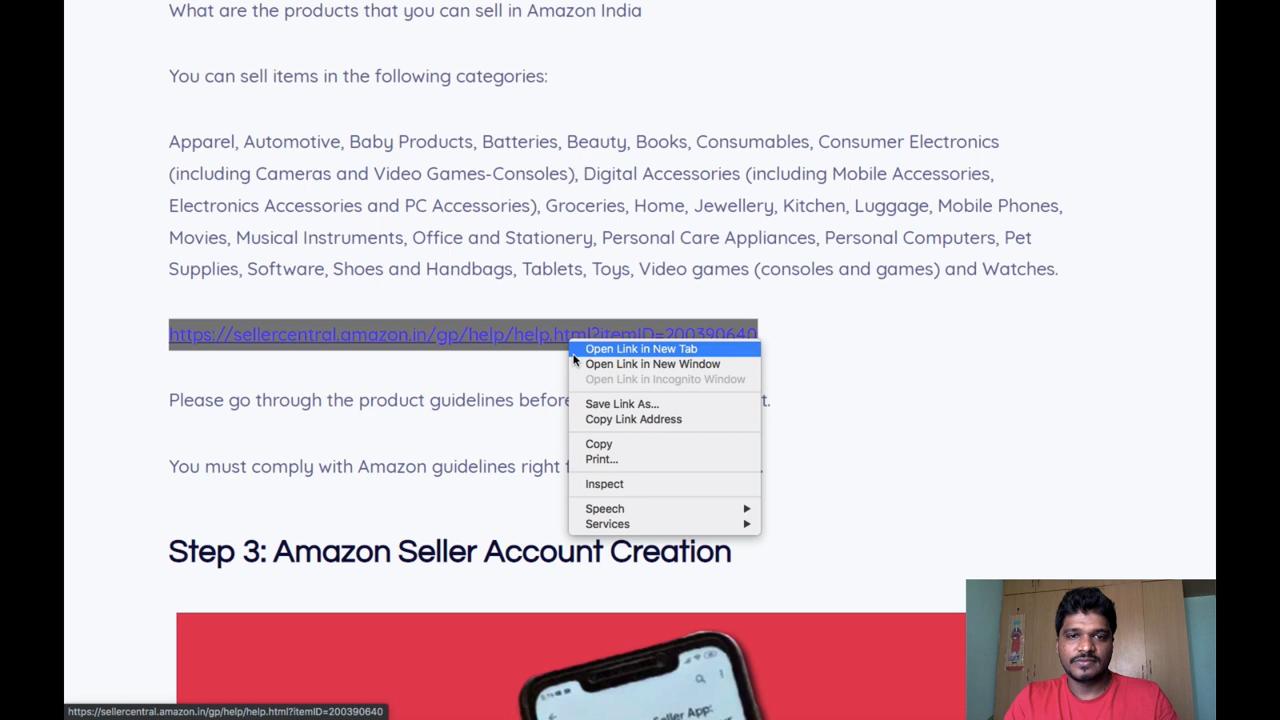 What are the products that you can sell in Amazon India
You can sell items in the following categories:
Apparel, Automotive, Baby Products, Batteries, Beauty, Books, Consumables, Consumer Electronics
(including Cameras and Video Games-Consoles), Digital Accessories (including Mobile Accessories,
Electronics Accessories and PC Accessories), Groceries, Home, Jewellery, Kitchen, Luggage, Mobile Phones,
Movies, Musical Instruments, Office and Stationery, Personal Care Appliances, Personal Computers, Pet
Supplies, Software, Shoes and Handbags, Tablets, Toys, Video games (consoles and games) and Watches.
https://sellercentral.amazon.in/gp/help/help.html?itemID=200390640
Open Link in New Tab
Open Link in New Window
Open Link in Incognito Window
Save Link As...
Copy Link Address
Copy
Print...
Inspect
Speech
Services
Please go through the product guidelines before
You must comply with Amazon guidelines right
Step 3: Amazon Seller Account Creation
Seller App:
https://sellercentral.amazon.in/gp/help/help.html?itemID=200390640